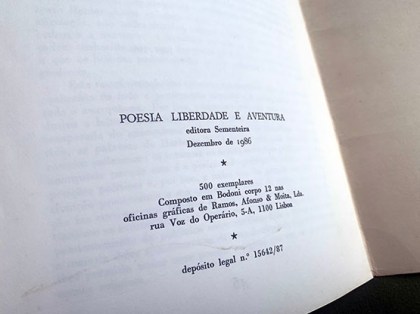 POESIA LIBERDADE E AVENTURA
editora Sementeira
Dezembro de 1986
*
500 exemplares
Composto em Bodoni corpo 12 nas
oficinas gráficas de Ramos, Afonso & Moita, Lda.
rua Voz do Operário, 5-A, 1100 Lisboa
*
depósito legal n.º 15642/87